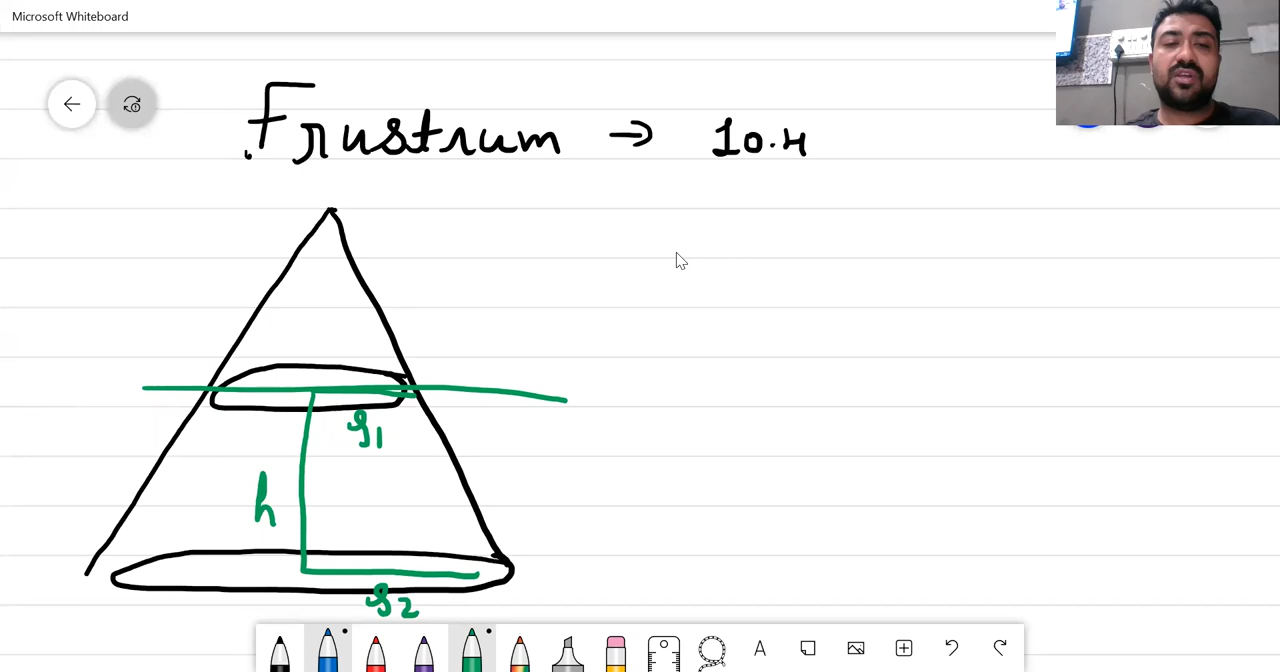 Microsoft Whiteboard
Frustrum → 10.4
r1
h
r2
A